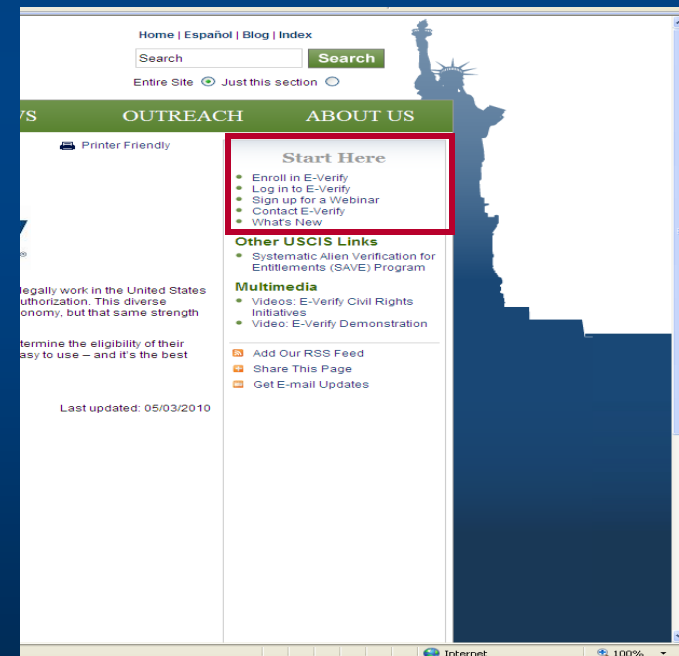 Home | Español | Blog | Index
Search Search
Entire Site Just this section
OUTREACH ABOUT US
Printer Friendly
Start Here
Enroll in E-Verify
Log in to E-Verify
Sign up for a Webinar
Contact E-Verify
What's New
Other USCIS Links
Systematic Alien Verification for
Entitlements (SAVE) Program
Multimedia
Videos: E-Verify Civil Rights
Initiatives
Video: E-Verify Demonstration
legally work in the United States
uthorization. This diverse
onomy, but that same strength
termine the eligibility of their
asy to use – and it's the best
Add Our RSS Feed
Share This Page
Get E-mail Updates
Last updated: 05/03/2010
Internet 100%